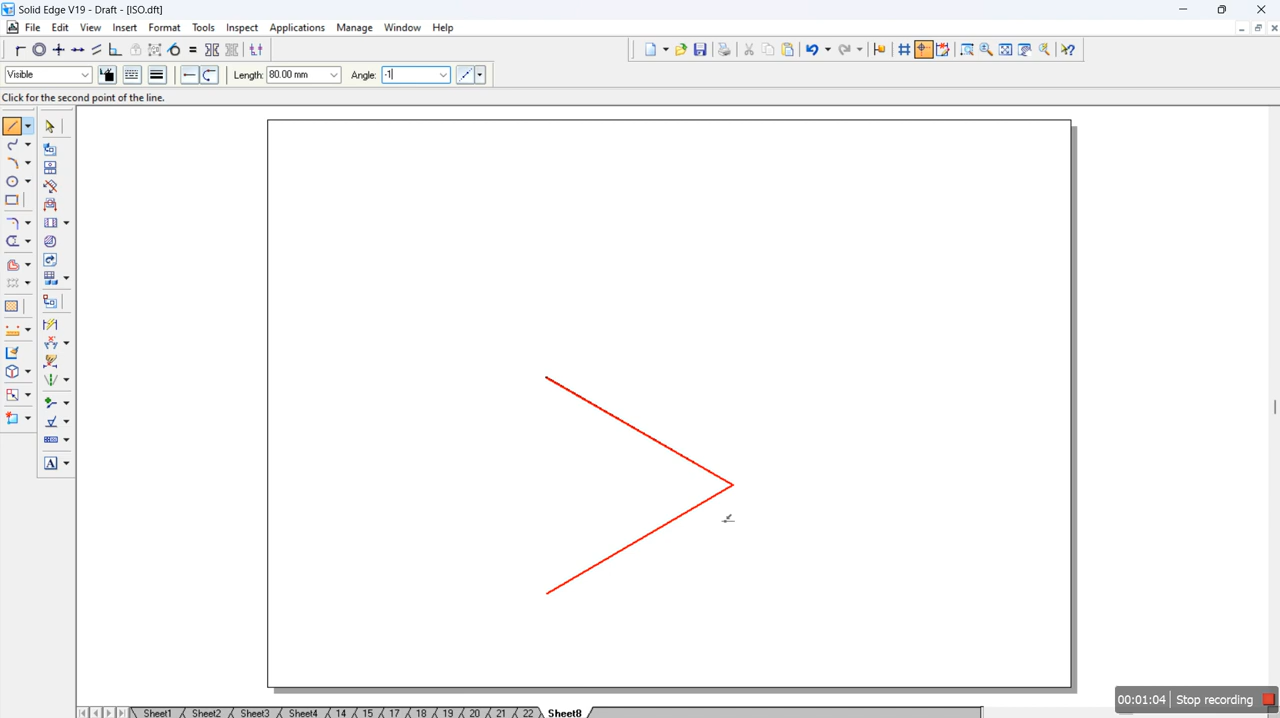 Solid Edge V19 - Draft - [ISO.dft]
File Edit View Insert Format Tools Inspect Applications Manage Window Help
Visible Length: 80.00 mm Angle: -1
Click for the second point of the line.
A
Sheet1 Sheet2 Sheet3 Sheet4 14 15 17 18 19 20 21 22 Sheet8
00:01:04 Stop recording